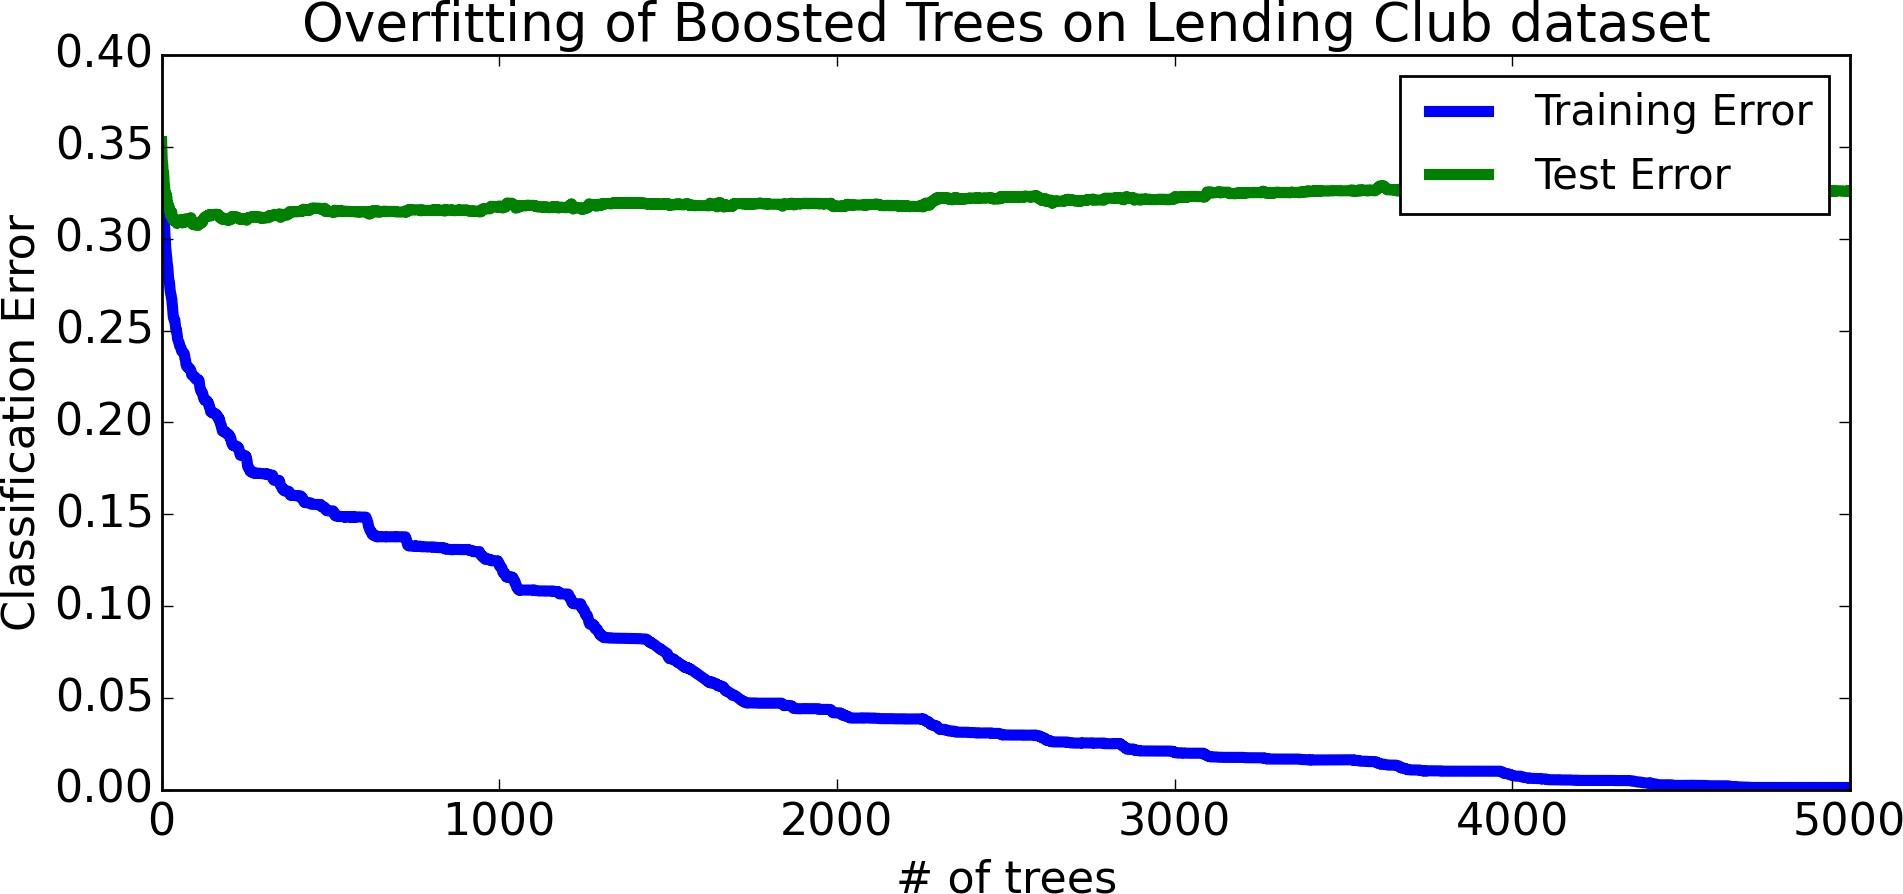 Overfitting of Boosted Trees on Lending Club dataset
0.40
0.35
0.30
0.25
0.20
0.15
0.10
0.05
0.00
Classification Error
Training Error
Test Error
0 1000 2000 3000 4000 5000
# of trees